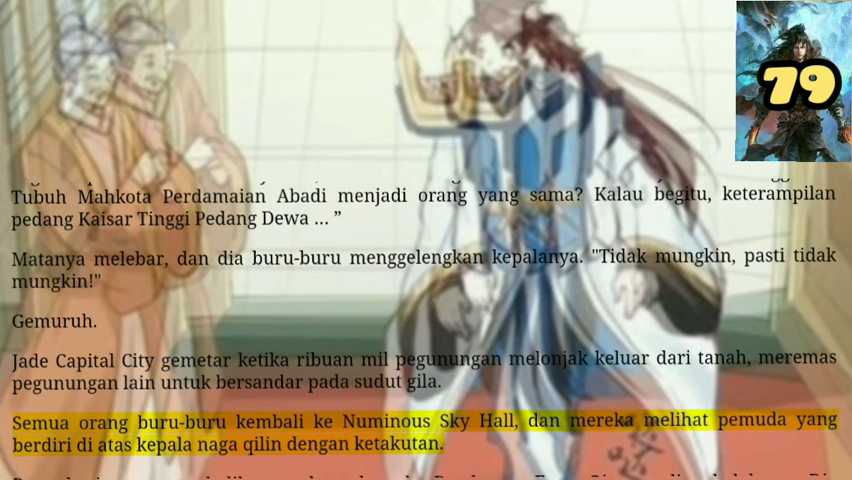 79
Tubuh Mahkota Perdamaian Abadi menjadi orang yang sama? Kalau begitu, keterampilan
pedang Kaisar Tinggi Pedang Dewa ... ”
Matanya melebar, dan dia buru-buru menggelengkan kepalanya. "Tidak mungkin, pasti tidak
mungkin!"
Gemuruh.
Jade Capital City gemetar ketika ribuan mil pegunungan melonjak keluar dari tanah, meremas
pegunungan lain untuk bersandar pada sudut gila.
Semua orang buru-buru kembali ke Numinous Sky Hall, dan mereka melihat pemuda yang
berdiri di atas kepala naga qilin dengan ketakutan.